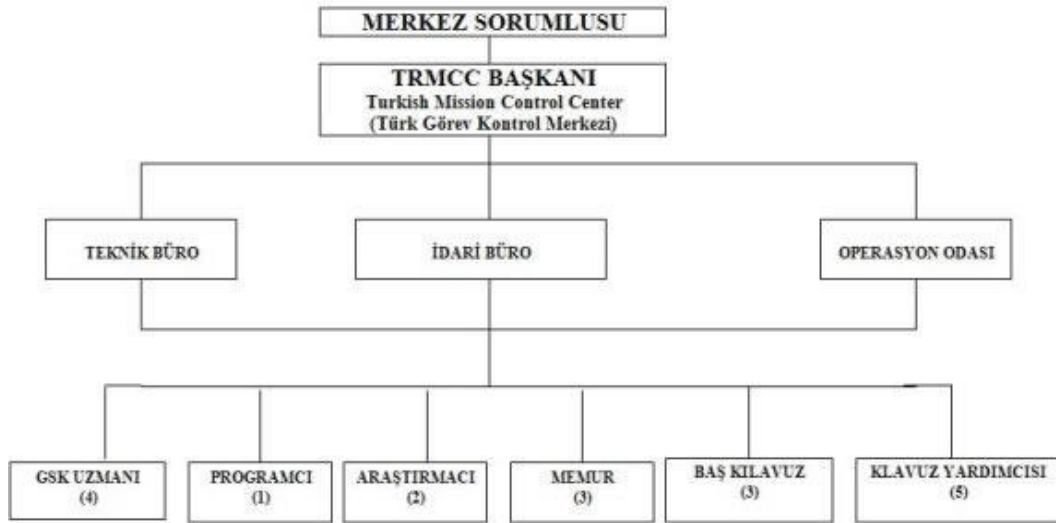 MERKEZ SORUMLUSU
TRMCC BAŞKANI
Turkish Mission Control Center
(Türk Görev Kontrol Merkezi)
TEKNİK BÜRO
İDARİ BÜRO
OPERASYON ODASI
GSK UZMANI
(4)
PROGRAMCI
(1)
ARAŞTIRMACI
(2)
MEMUR
(3)
BAŞ KILAVUZ
(3)
KLAVUZ YARDIMCISI
(5)